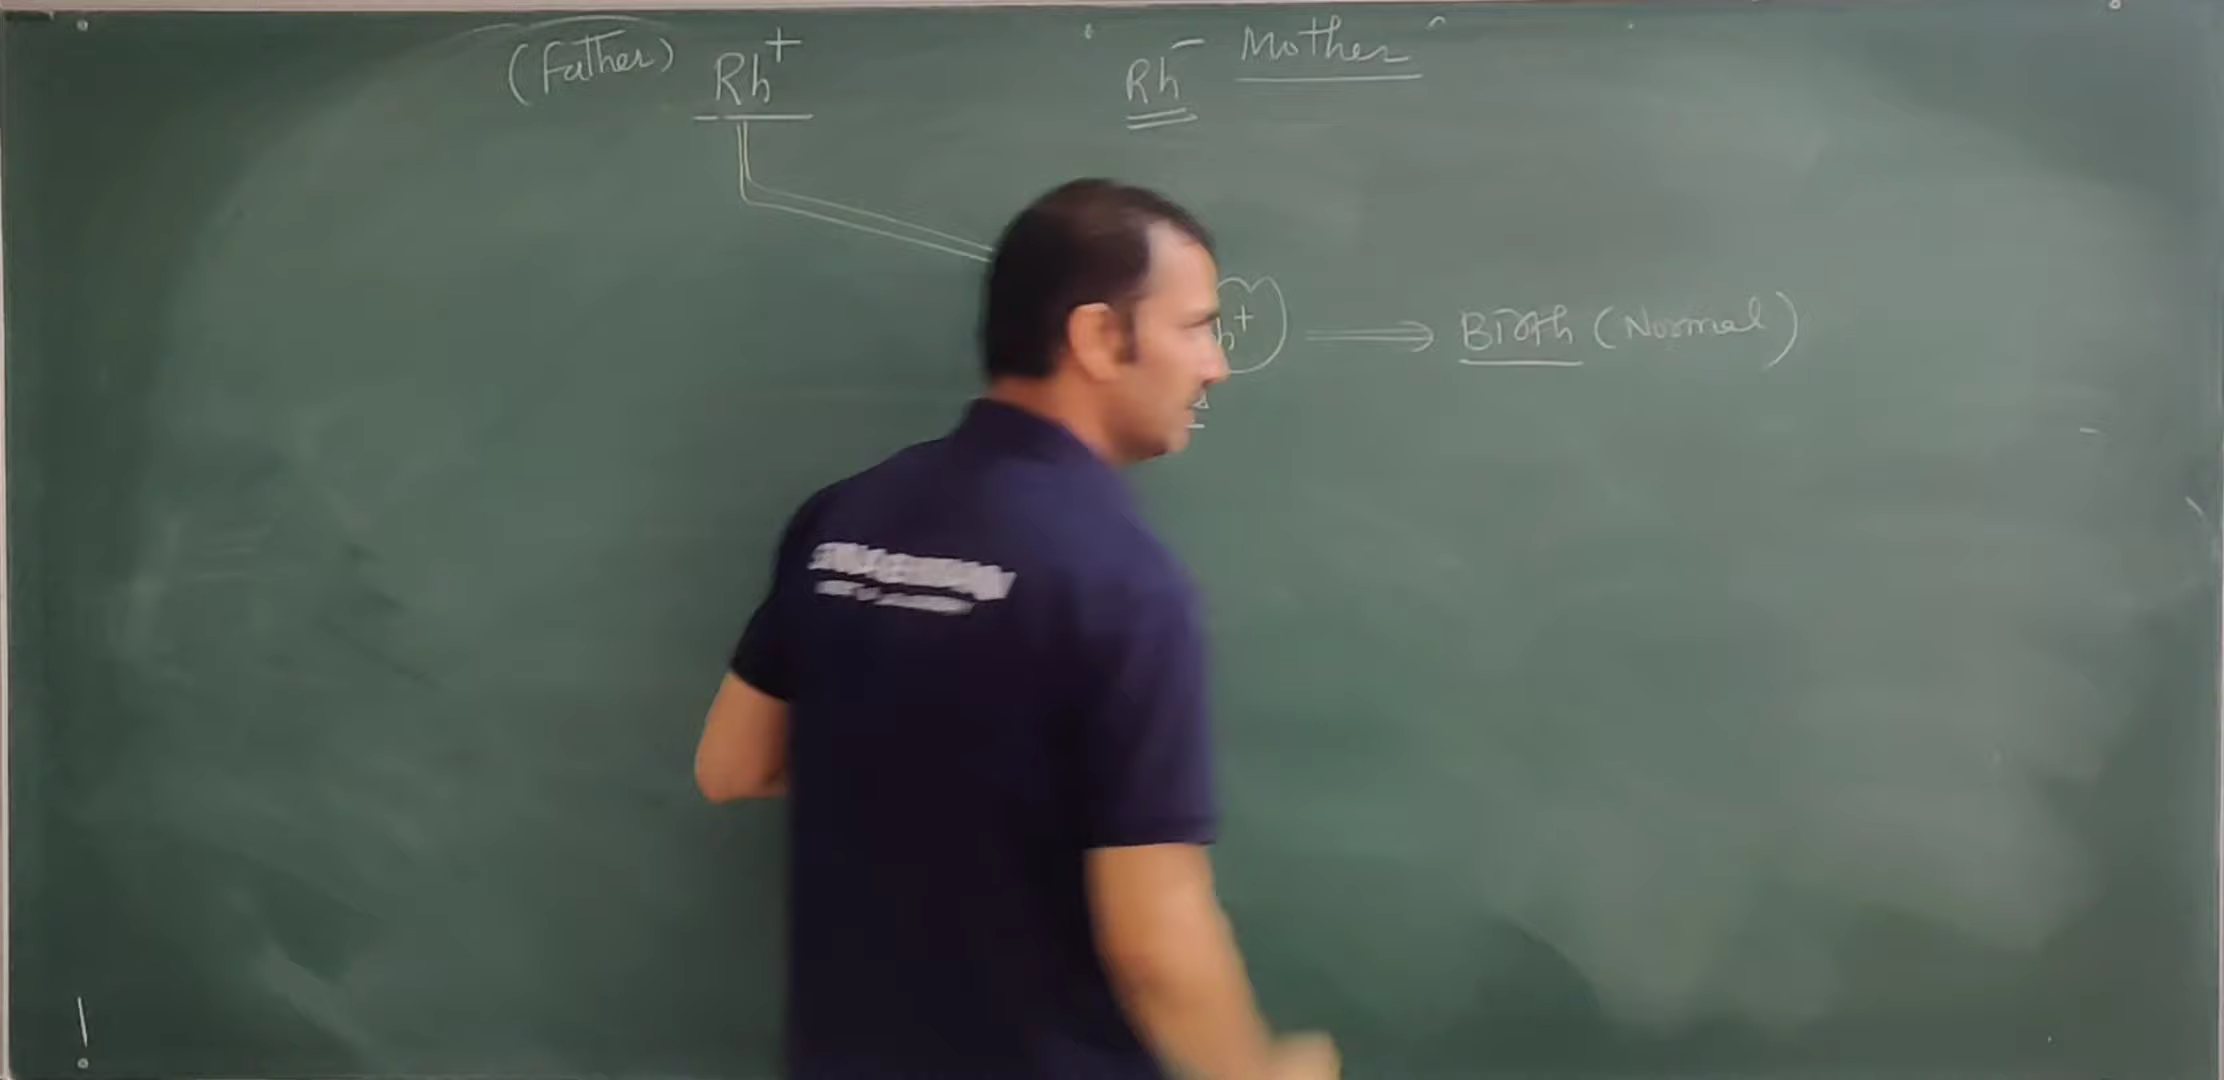 (Father) Rh+ Rh- Mother
h+ ⟹ Birth (Normal)